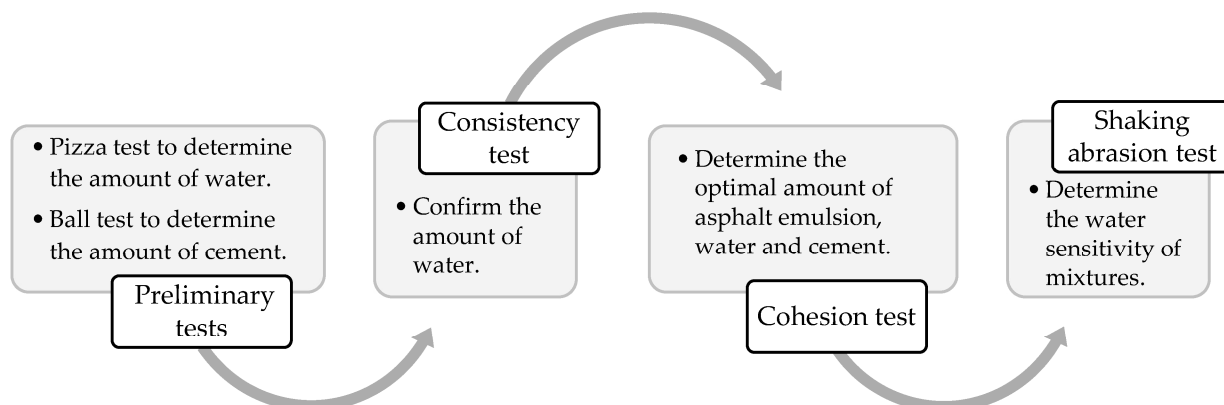 • Pizza test to determine
the amount of water.
• Ball test to determine
the amount of cement.
Preliminary
tests
Consistency
test
• Confirm the
amount of
water.
• Determine the
optimal amount of
asphalt emulsion,
water and cement.
Cohesion test
Shaking
abrasion test
• Determine
the water
sensitivity of
mixtures.